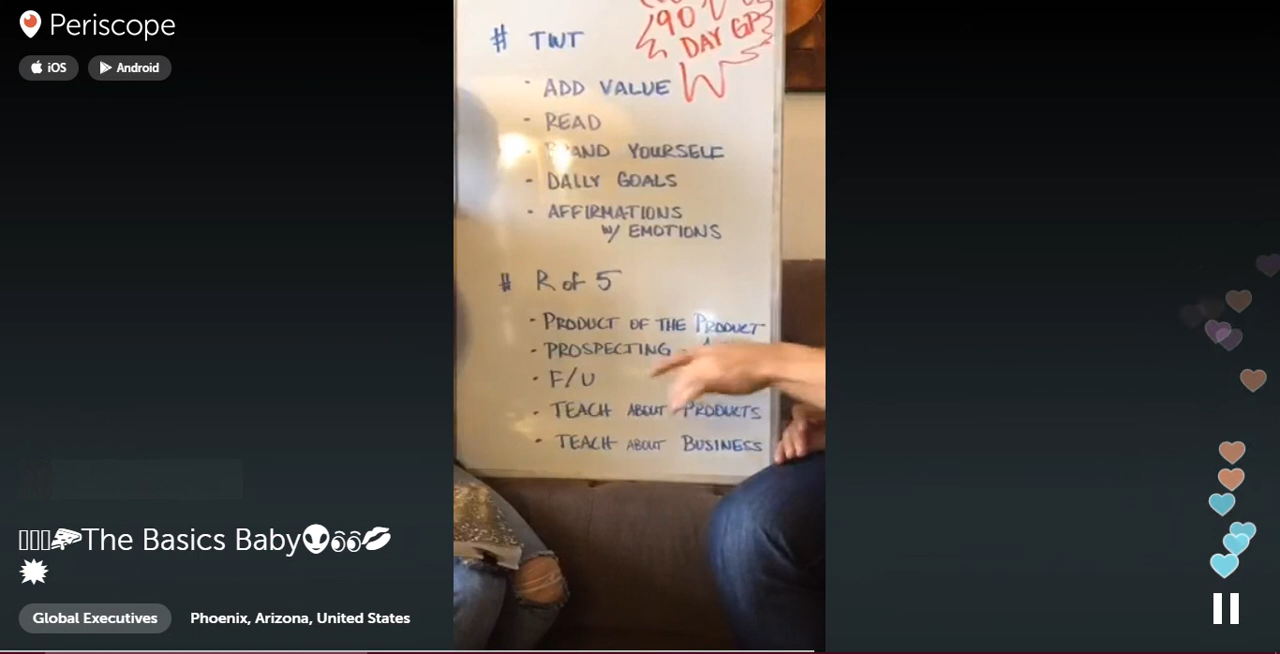 Periscope
iOS
Android
# TWT
90
DAY GP
- ADD VALUE
- READ
- BRAND YOURSELF
- DAILY GOALS
- AFFIRMATIONS
W/ EMOTIONS
# R of 5
- PRODUCT OF THE PRODUCT
- PROSPECTING -
- F/U
- TEACH ABOUT PRODUCTS
- TEACH ABOUT BUSINESS
The Basics Baby
Global Executives
Phoenix, Arizona, United States